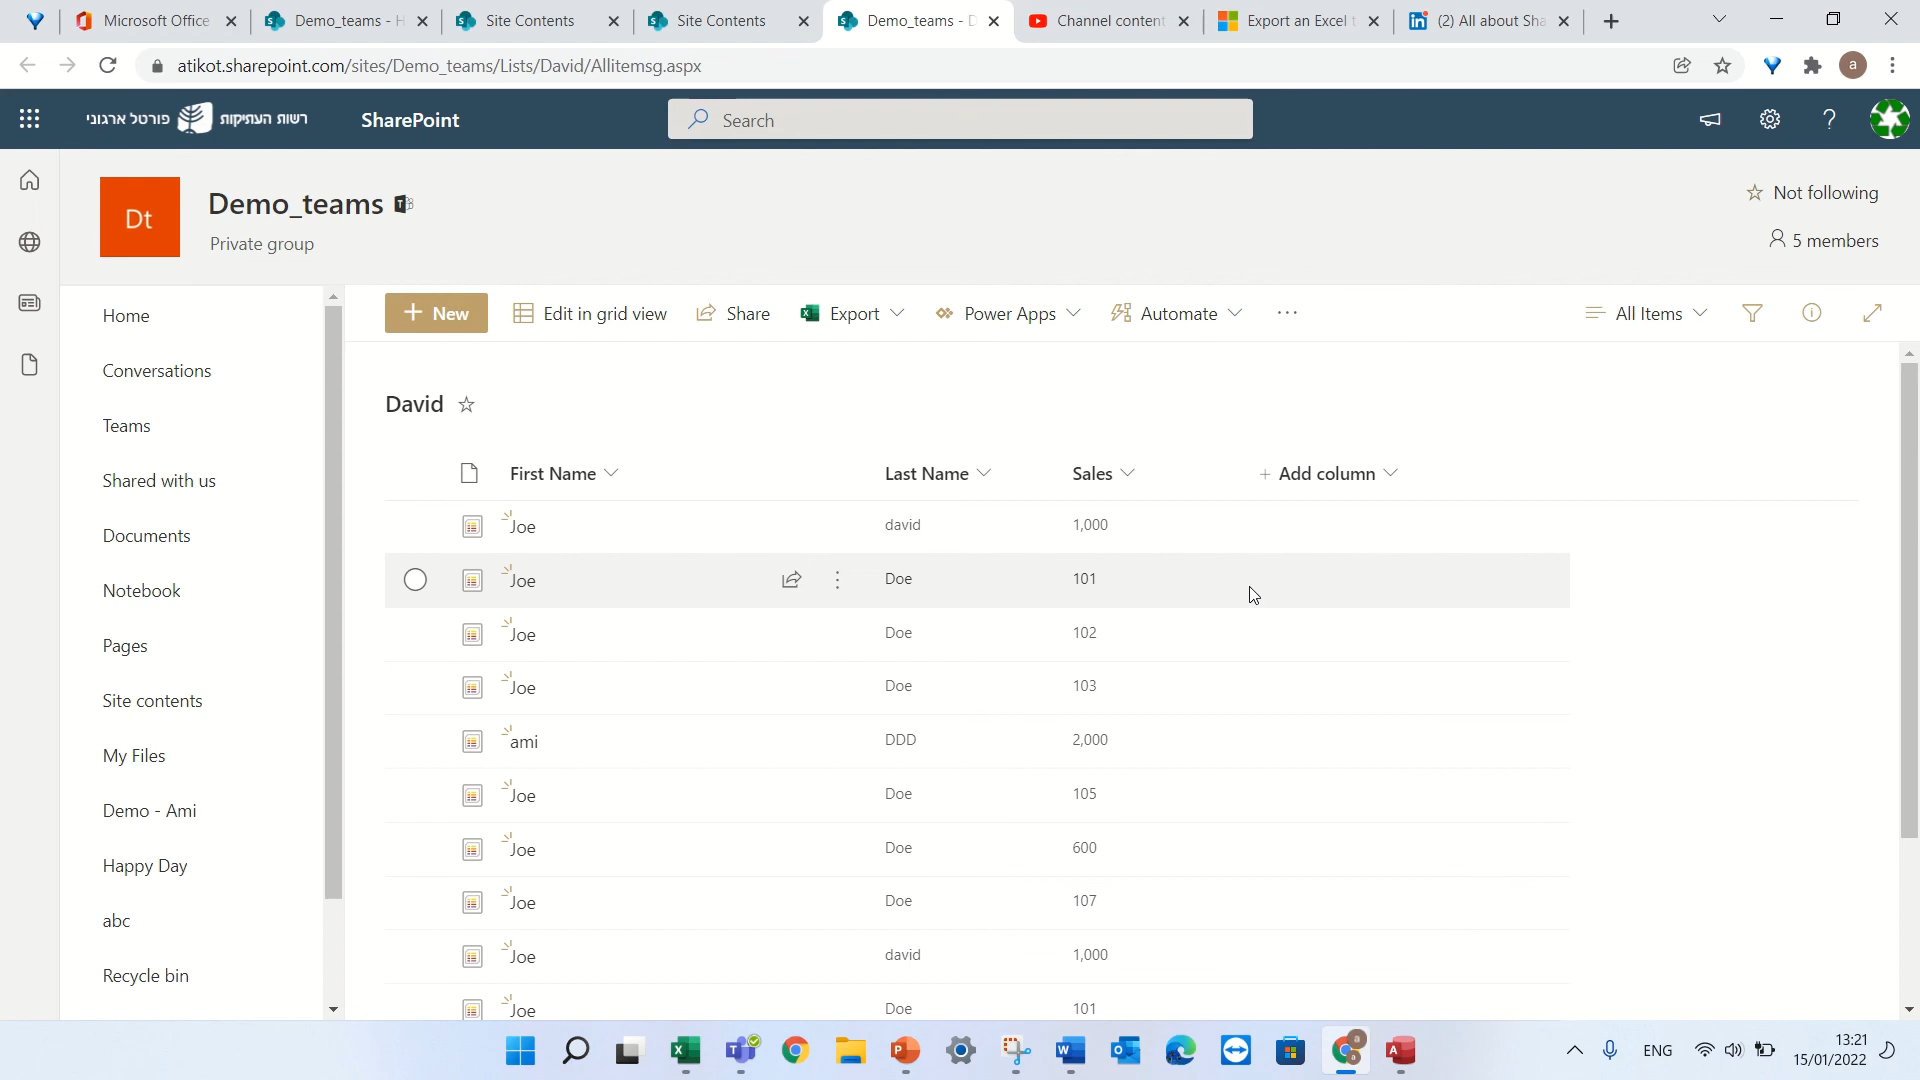 Microsoft Office
Demo_teams - H
Site Contents
Site Contents
Demo_teams - D
Channel content
Export an Excel t
(2) All about Sha
atikot.sharepoint.com/sites/Demo_teams/Lists/David/Allitemsg.aspx
a
רשות העתיקות פורטל ארגוני
SharePoint
Search
Dt
Demo_teams
Private group
Not following
5 members
Home
Conversations
Teams
Shared with us
Documents
Notebook
Pages
Site contents
My Files
Demo - Ami
Happy Day
abc
Recycle bin
New
Edit in grid view
Share
Export
Power Apps
Automate
All Items
David
First Name Last Name Sales + Add column
Joe david 1,000
Joe Doe 101
Joe Doe 102
Joe Doe 103
ami DDD 2,000
Joe Doe 105
Joe Doe 600
Joe Doe 107
Joe david 1,000
Joe Doe 101
ENG
13:21
15/01/2022